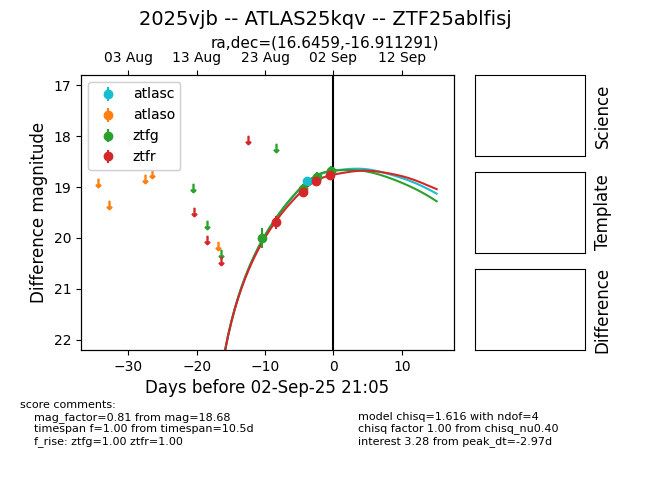 2025vjb -- ATLAS25kqv -- ZTF25ablfisj
ra,dec=(16.6459,-16.911291)
03 Aug 13 Aug 23 Aug 02 Sep 12 Sep
17
18
19
20
21
22
Difference magnitude
atlasc
atlaso
ztfg
ztfr
−30 −20 −10 0 10
Days before 02-Sep-25 21:05
Science
Template
Difference
score comments:
mag_factor=0.81 from mag=18.68
timespan f=1.00 from timespan=10.5d
f_rise: ztfg=1.00 ztfr=1.00
model chisq=1.616 with ndof=4
chisq factor 1.00 from chisq_nu0.40
interest 3.28 from peak_dt=-2.97d